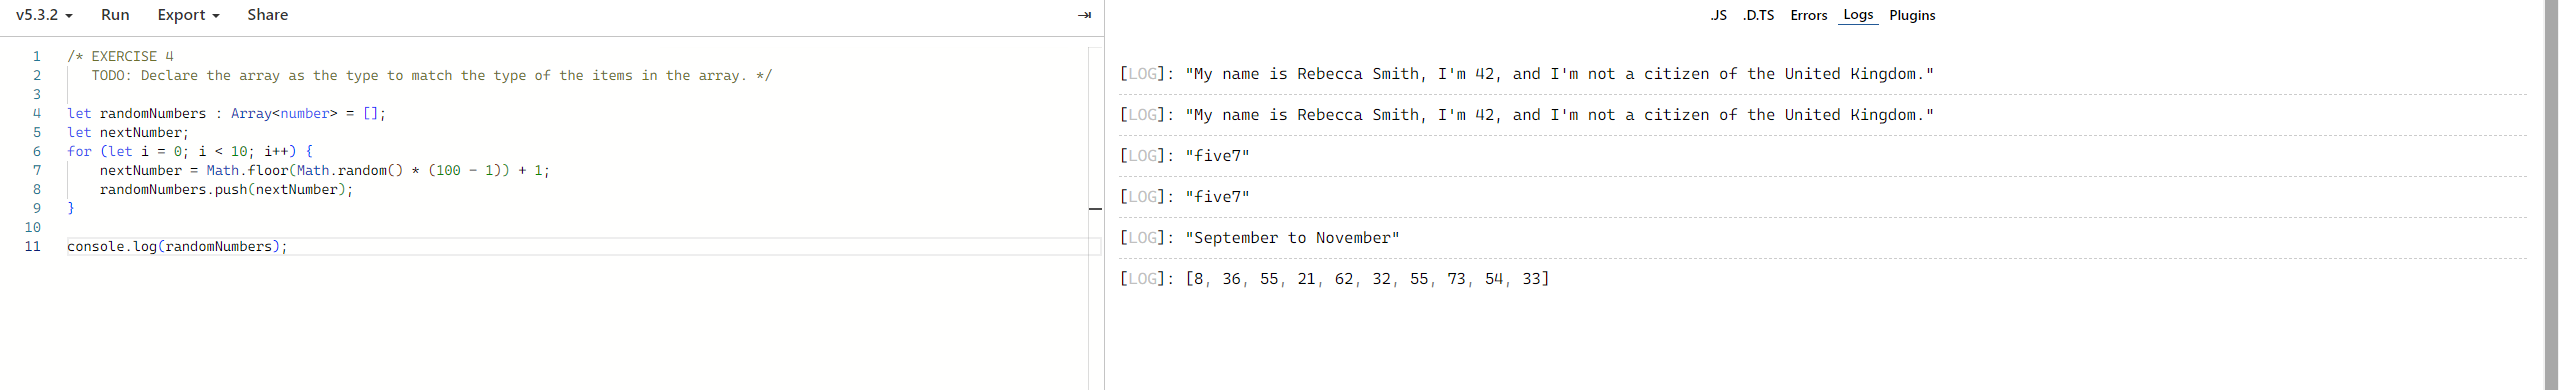 v5.3.2 Run Export Share
.JS .D.TS Errors Logs Plugins
1 /* EXERCISE 4
2 TODO: Declare the array as the type to match the type of the items in the array. */
3
4 let randomNumbers : Array<number> = [];
5 let nextNumber;
6 for (let i = 0; i < 10; i++) {
7 nextNumber = Math.floor(Math.random() * (100 - 1)) + 1;
8 randomNumbers.push(nextNumber);
9 }
10
11 console.log(randomNumbers);
[LOG]: "My name is Rebecca Smith, I'm 42, and I'm not a citizen of the United Kingdom."
[LOG]: "My name is Rebecca Smith, I'm 42, and I'm not a citizen of the United Kingdom."
[LOG]: "five7"
[LOG]: "five7"
[LOG]: "September to November"
[LOG]: [8, 36, 55, 21, 62, 32, 55, 73, 54, 33]